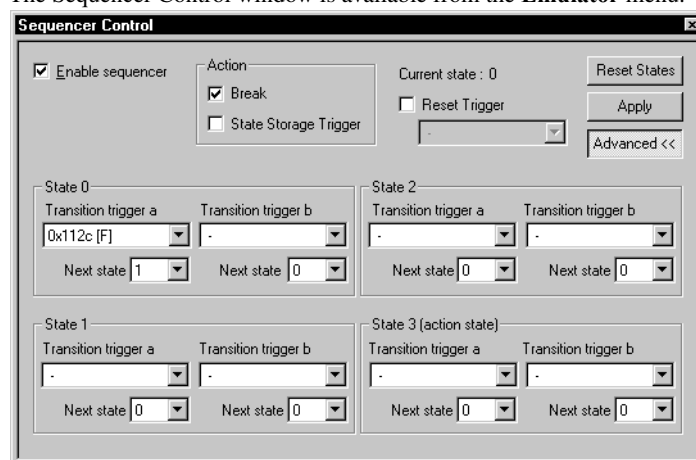 The Sequencer Control window is available from the Emulator menu.
Sequencer Control
Enable sequencer
Action
Break
State Storage Trigger
Current state : 0
Reset Trigger
-
Reset States
Apply
Advanced <<
State 0
Transition trigger a Transition trigger b
0x112c [F] -
Next state 1 Next state 0
State 2
Transition trigger a Transition trigger b
- -
Next state 0 Next state 0
State 1
Transition trigger a Transition trigger b
- -
Next state 0 Next state 0
State 3 (action state)
Transition trigger a Transition trigger b
- -
Next state 0 Next state 0